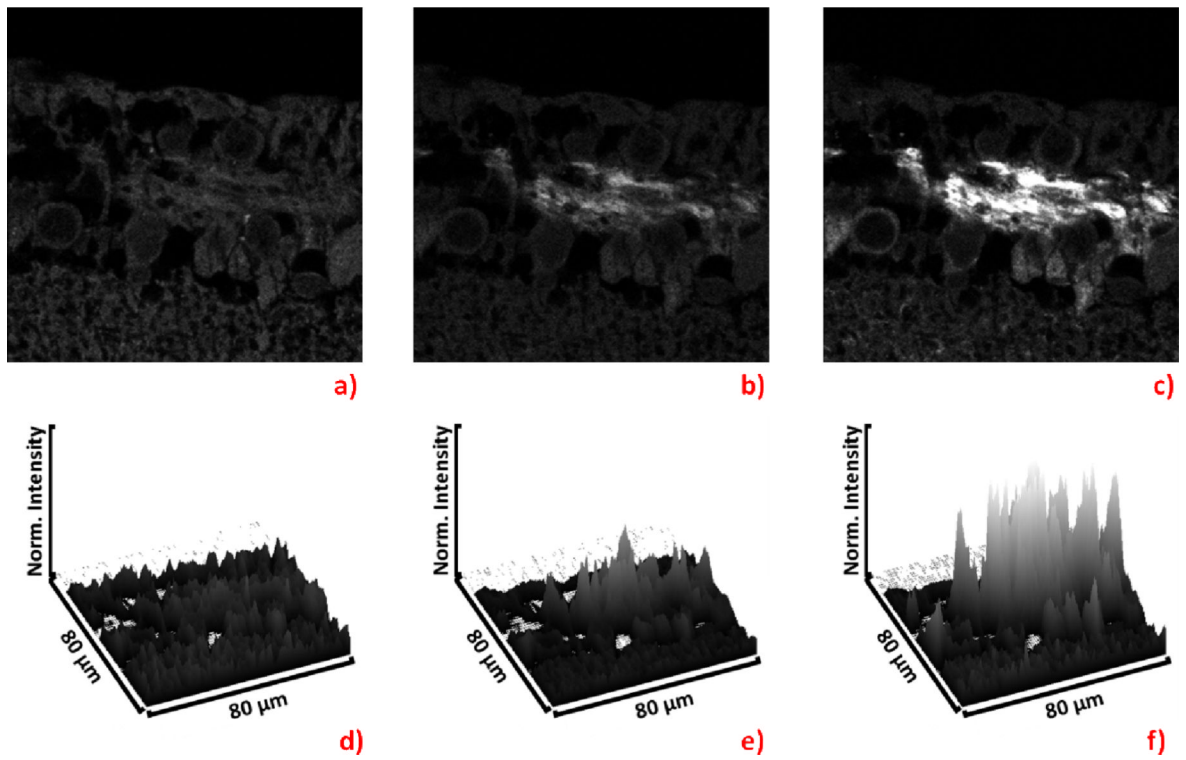 a)
b)
c)
Norm. Intensity
80 µm
80 µm
d)
Norm. Intensity
80 µm
80 µm
e)
Norm. Intensity
80 µm
80 µm
f)